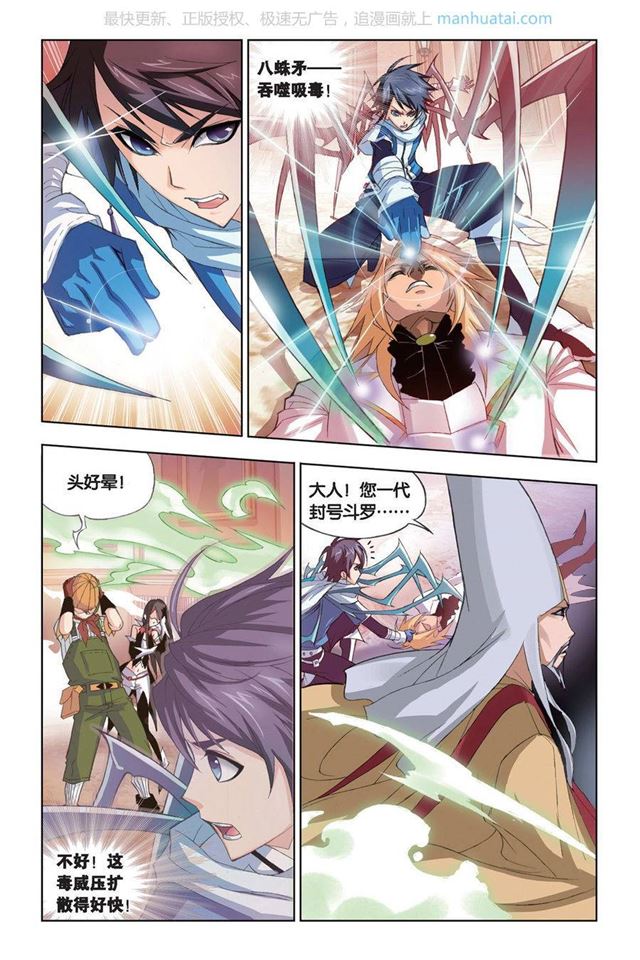 最快更新、正版授权、极速无广告，追漫画就上 manhuatai.com
八蛛矛——
吞噬吸毒！
头好晕！
不好！这
毒威压扩
散得好快！
大人！您一代
封号斗罗……